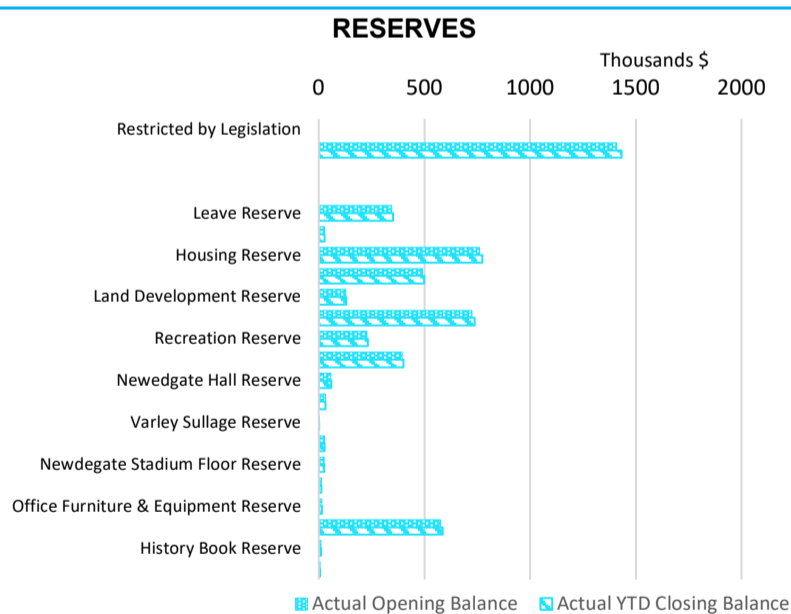 RESERVES
Thousands $
0 500 1000 1500 2000
Restricted by Legislation
Leave Reserve
Housing Reserve
Land Development Reserve
Recreation Reserve
Newedgate Hall Reserve
Varley Sullage Reserve
Newdegate Stadium Floor Reserve
Office Furniture & Equipment Reserve
History Book Reserve
Actual Opening Balance Actual YTD Closing Balance